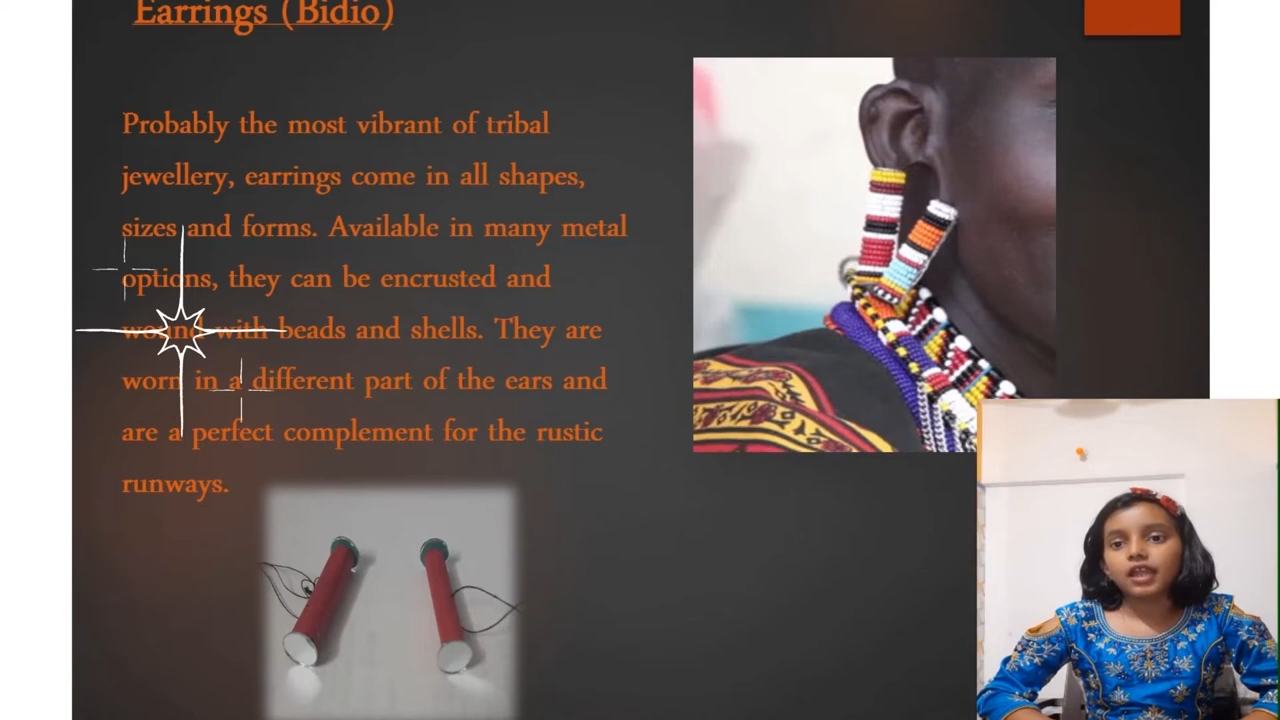 Earrings (Bidio)
Probably the most vibrant of tribal
jewellery, earrings come in all shapes,
sizes and forms. Available in many metal
options, they can be encrusted and
wound with beads and shells. They are
worn in a different part of the ears and
are a perfect complement for the rustic
runways.